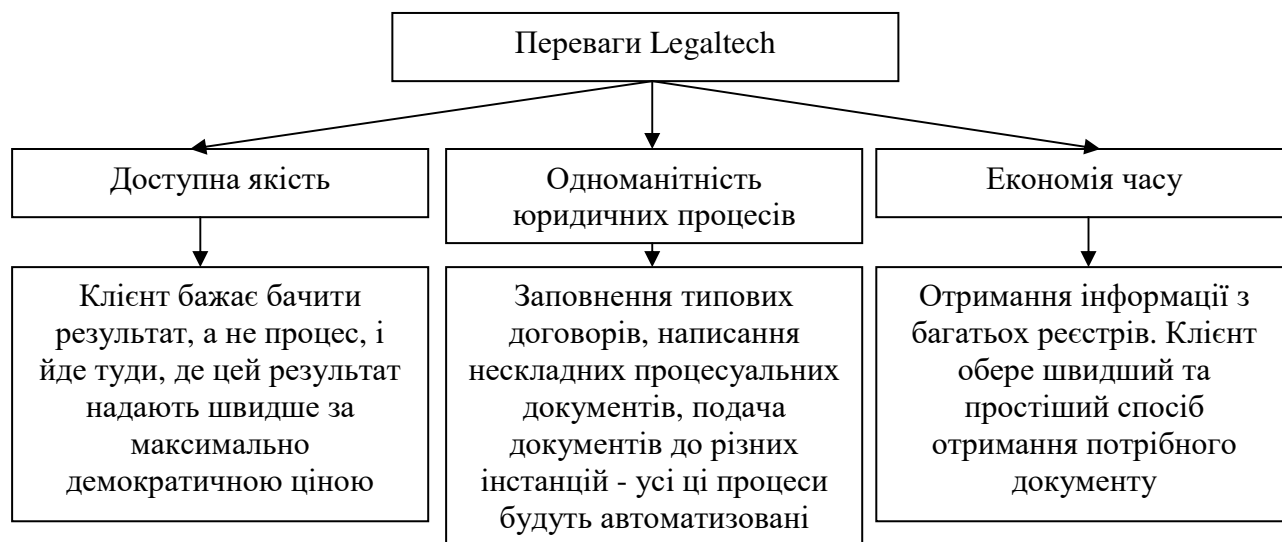 Переваги Legaltech
Доступна якість
Одноманітність
юридичних процесів
Економія часу
Клієнт бажає бачити
результат, а не процес, і
йде туди, де цей результат
надають швидше за
максимально
демократичною ціною
Заповнення типових
договорів, написання
нескладних процесуальних
документів, подача
документів до різних
інстанцій - усі ці процеси
будуть автоматизовані
Отримання інформації з
багатьох реєстрів. Клієнт
обере швидший та
простіший спосіб
отримання потрібного
документу